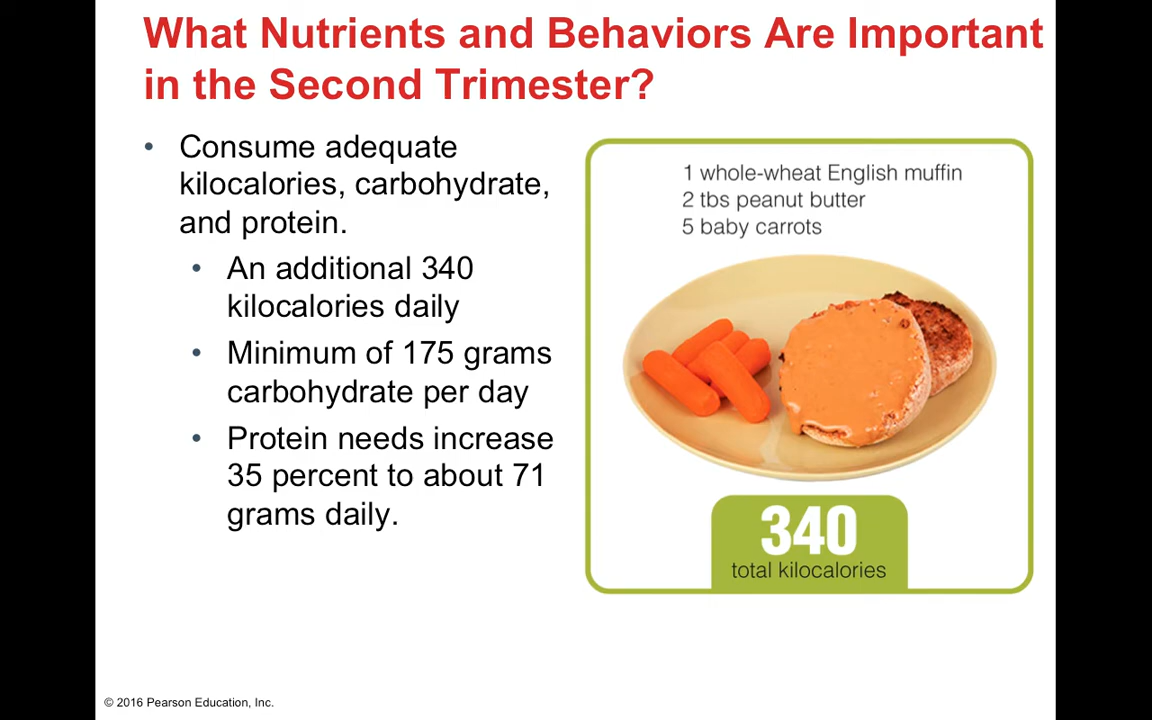 What Nutrients and Behaviors Are Important
in the Second Trimester?
• Consume adequate
kilocalories, carbohydrate,
and protein.
• An additional 340
kilocalories daily
• Minimum of 175 grams
carbohydrate per day
• Protein needs increase
35 percent to about 71
grams daily.
1 whole-wheat English muffin
2 tbs peanut butter
5 baby carrots
340
total kilocalories
© 2016 Pearson Education, Inc.